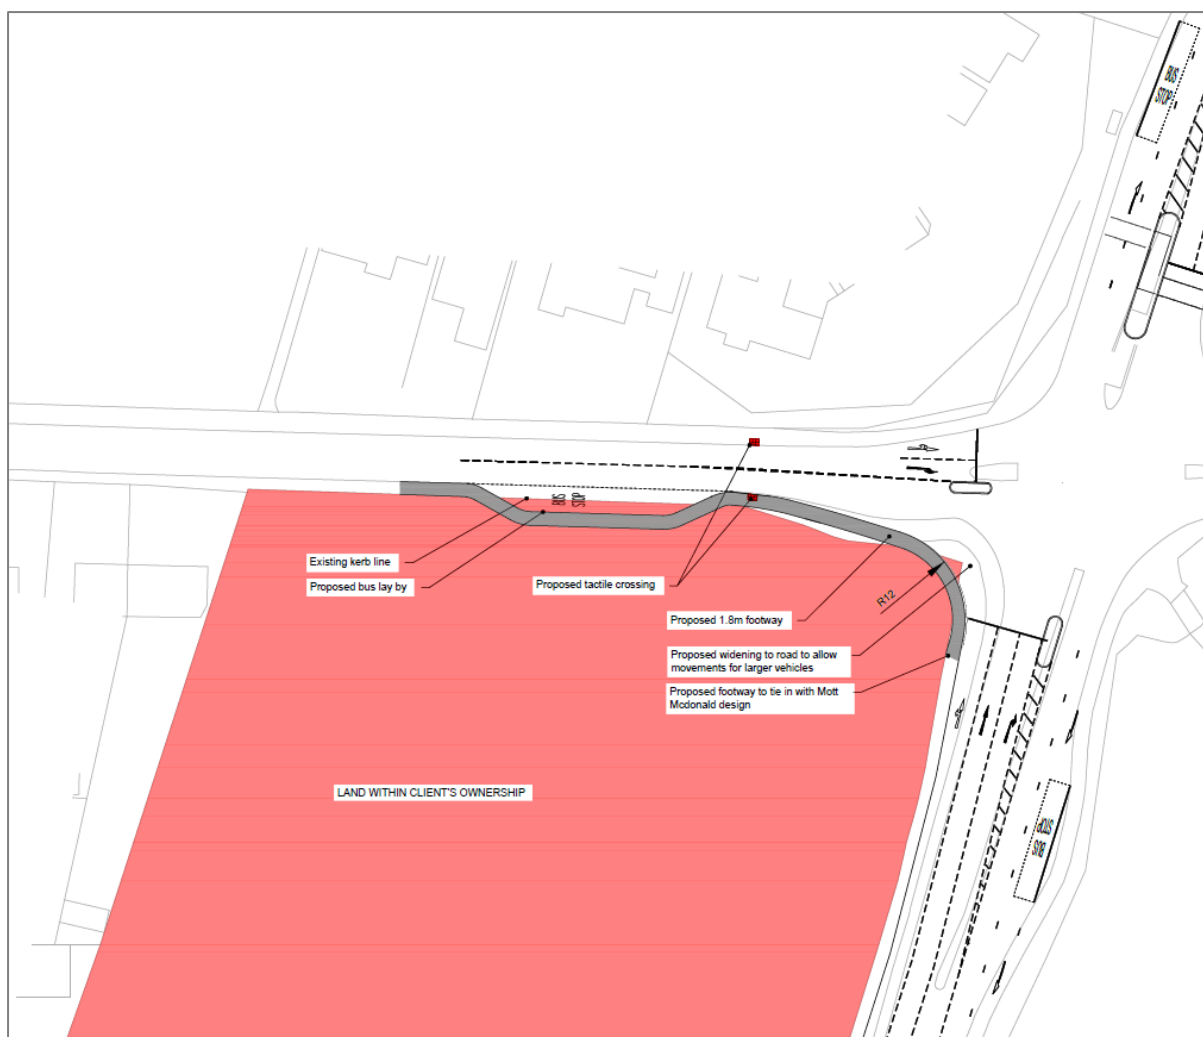 BUS
STOP
BUS
STOP
Existing kerb line
Proposed bus lay by
Proposed tactile crossing
R12
Proposed 1.8m footway
Proposed widening to road to allow
movements for larger vehicles
Proposed footway to tie in with Mott
Mcdonald design
LAND WITHIN CLIENT'S OWNERSHIP
BUS
STOP